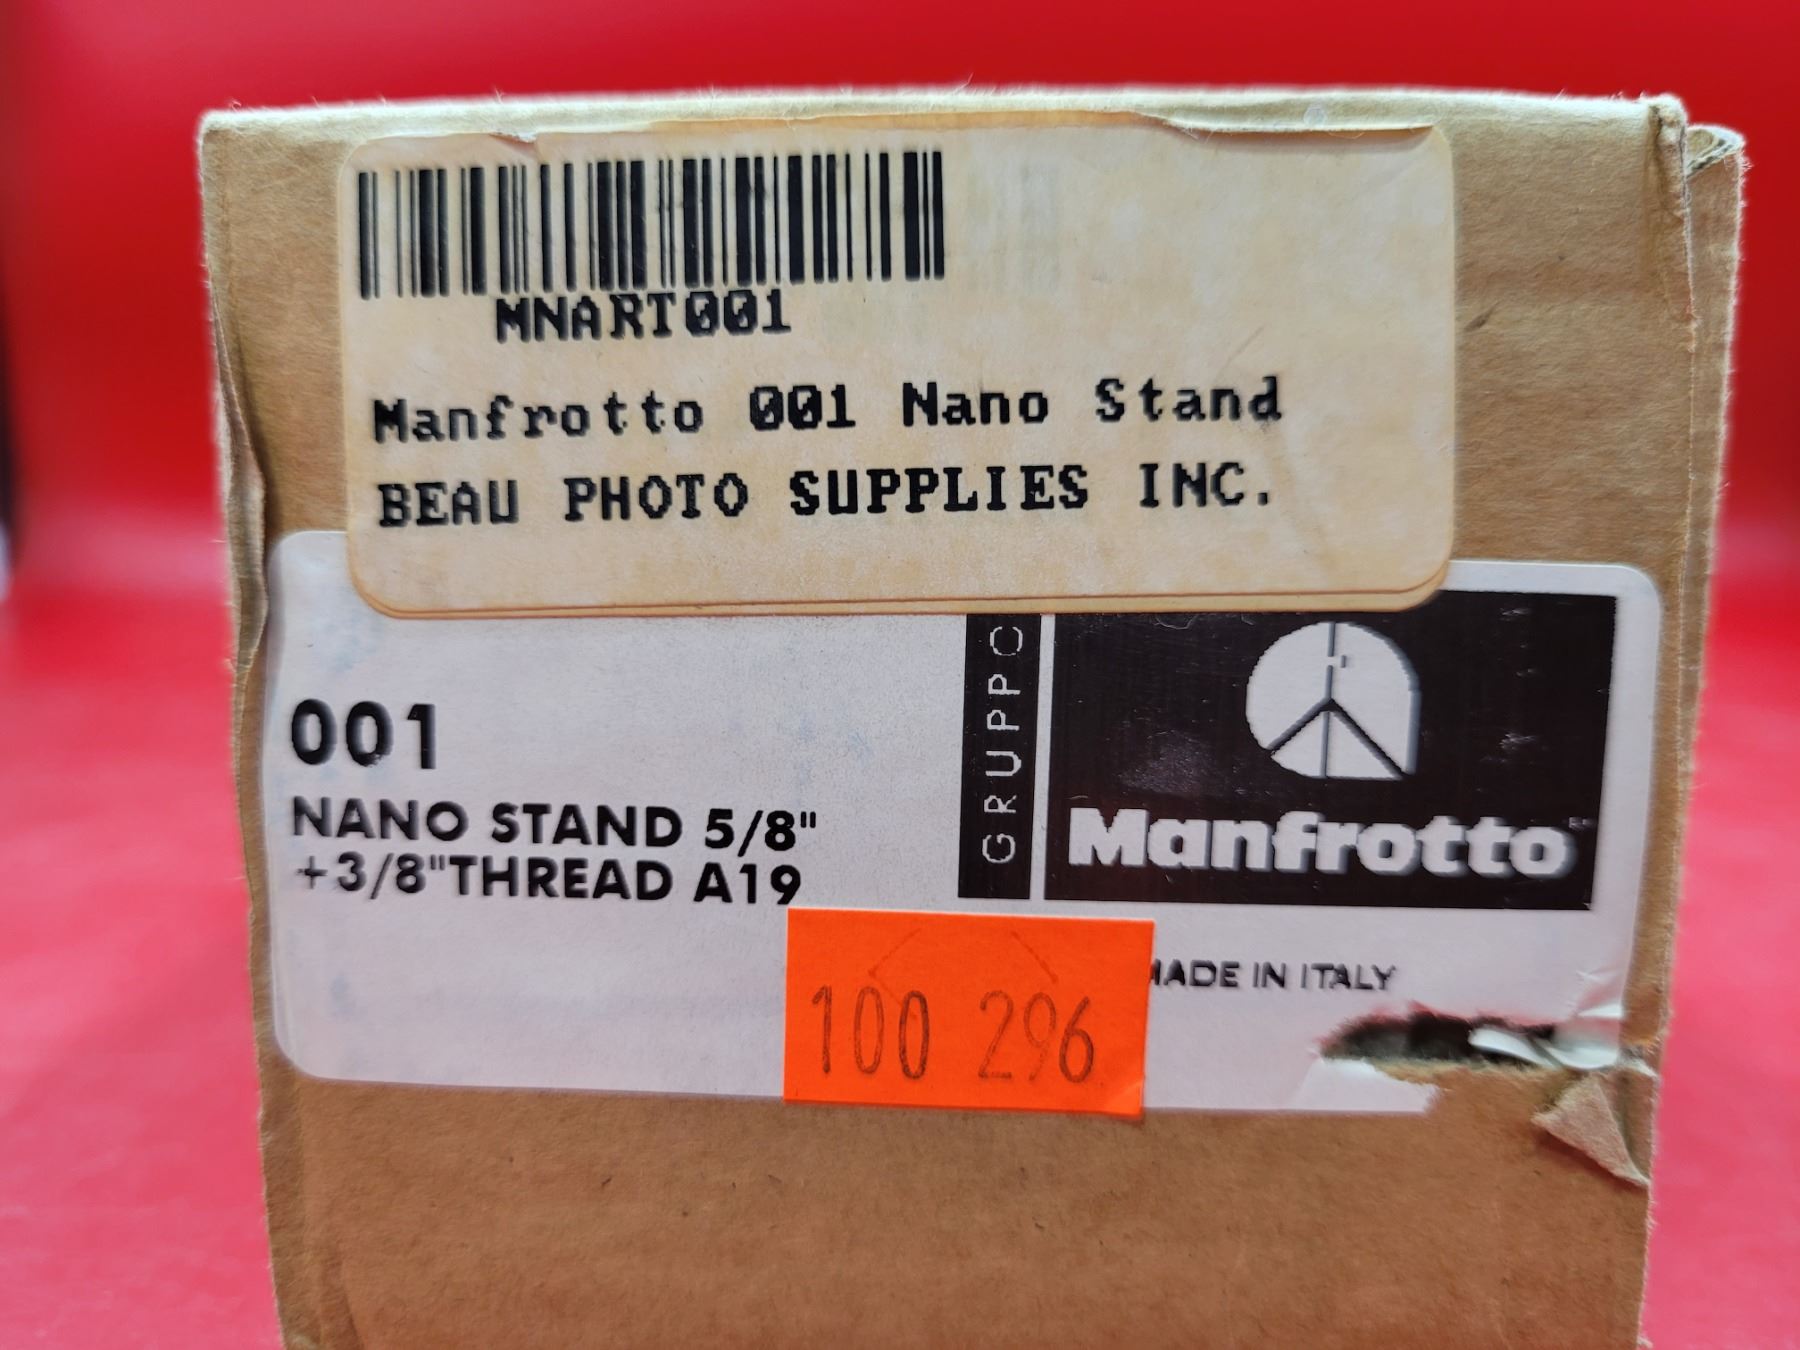 MNART001
Manfrotto 001 Nano Stand
BEAU PHOTO SUPPLIES INC.
001
NANO STAND 5/8"
+3/8"THREAD A19
GRUPPO
Manfrotto
MADE IN ITALY
100 296